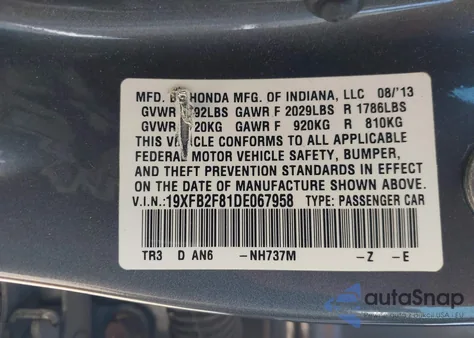 MFD. BY HONDA MFG. OF INDIANA, LLC 08/'13
GVWR 92LBS GAWR F 2029LBS R 1786LBS
GVWR 20KG GAWR F 920KG R 810KG
THIS VEHICLE CONFORMS TO ALL APPLICABLE
FEDERAL MOTOR VEHICLE SAFETY, BUMPER,
AND THEFT PREVENTION STANDARDS IN EFFECT ON
THE DATE OF MANUFACTURE SHOWN ABOVE.
V.I.N.: 19XFB2F81DE067958 TYPE: PASSENGER CAR
TR3 D AN6 -NH737M -Z -E
autoSnap